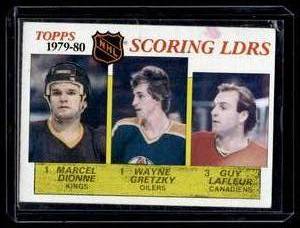 TOPPS
1979-80
NHL
SCORING LDRS
1 MARCEL DIONNE
KINGS
1 WAYNE GRETZKY
OILERS
3 GUY LAFLEUR
CANADIENS